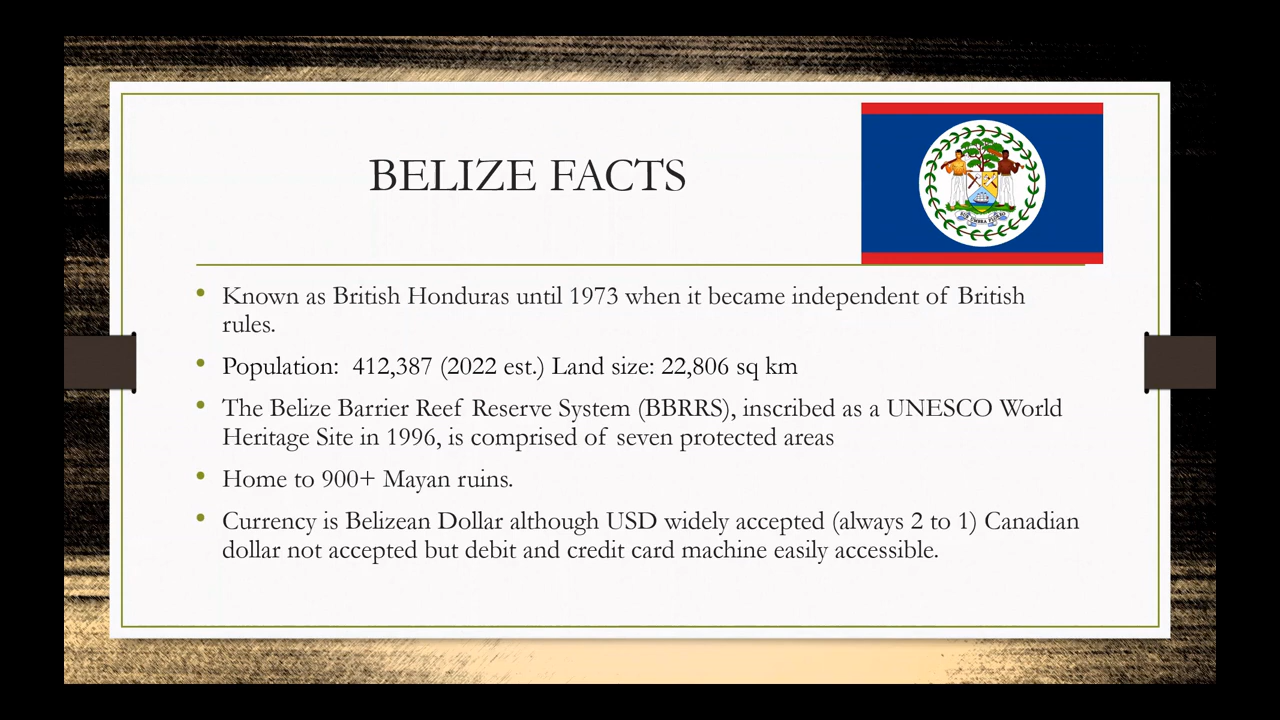 BELIZE FACTS
SUB UMBRA FLOREO
• Known as British Honduras until 1973 when it became independent of British
rules.
• Population:  412,387 (2022 est.) Land size: 22,806 sq km
• The Belize Barrier Reef Reserve System (BBRRS), inscribed as a UNESCO World
Heritage Site in 1996, is comprised of seven protected areas
• Home to 900+ Mayan ruins.
• Currency is Belizean Dollar although USD widely accepted (always 2 to 1) Canadian
dollar not accepted but debit and credit card machine easily accessible.